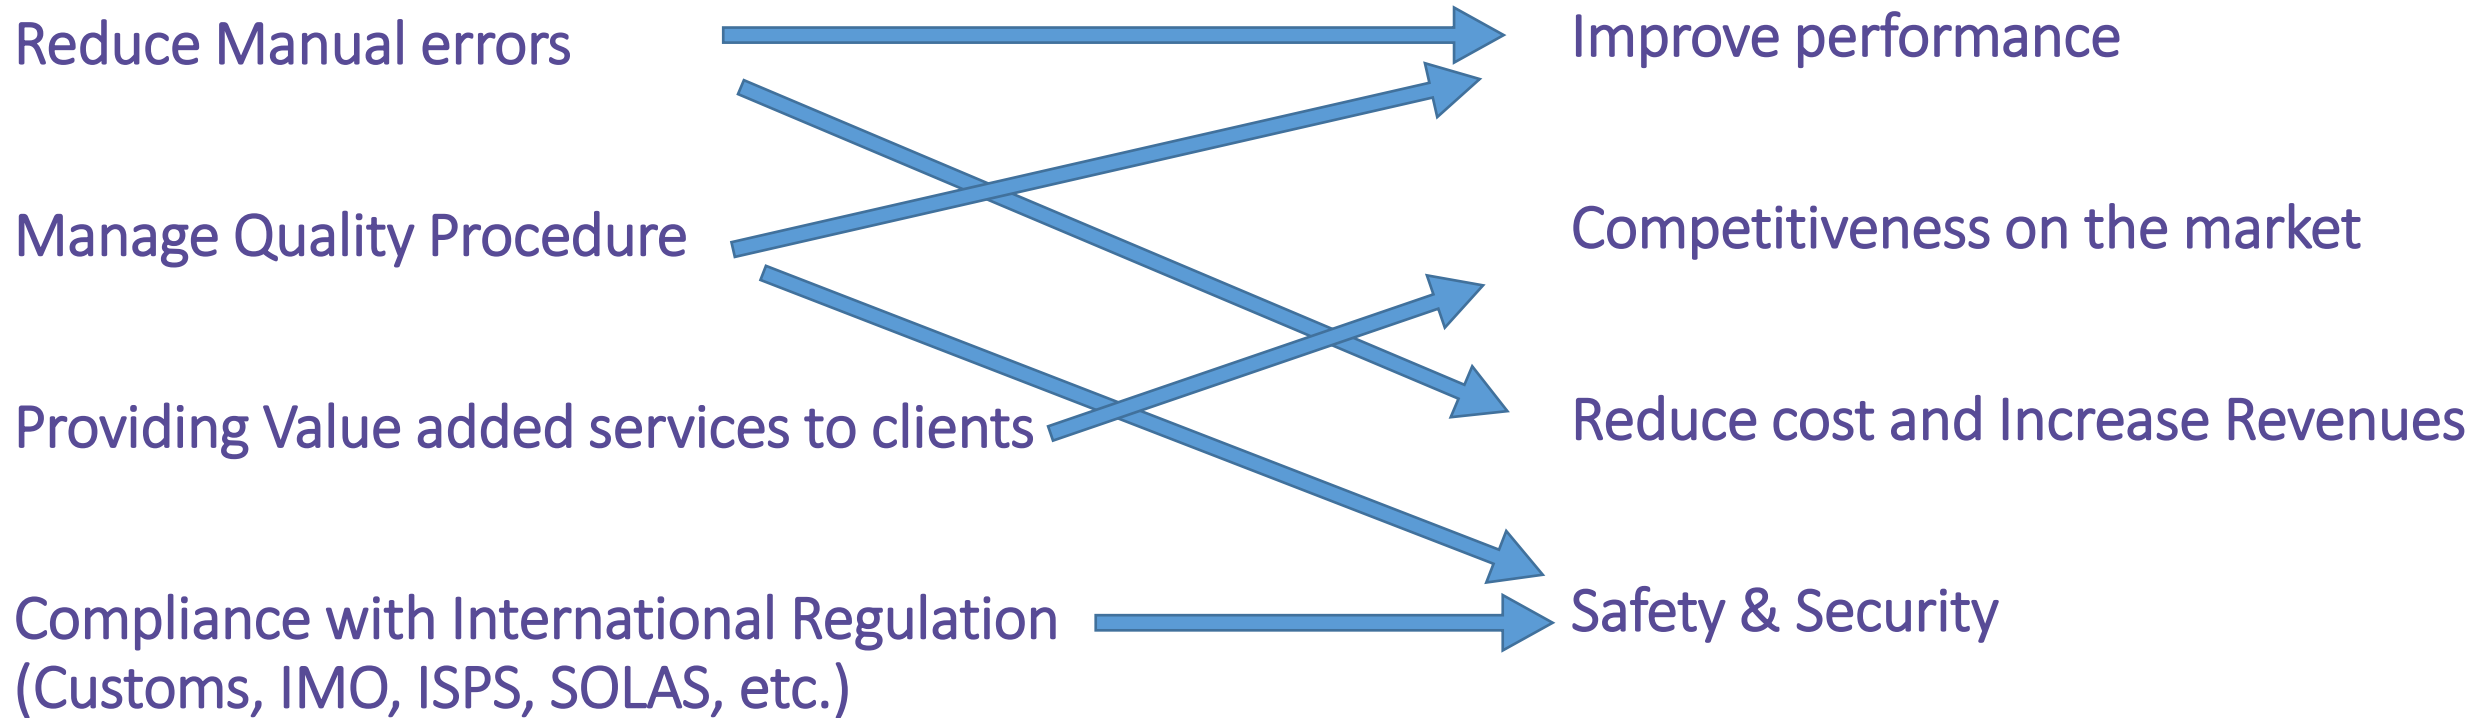 Reduce Manual errors
Improve performance
Manage Quality Procedure
Competitiveness on the market
Providing Value added services to clients
Reduce cost and Increase Revenues
Compliance with International Regulation
(Customs, IMO, ISPS, SOLAS, etc.)
Safety & Security